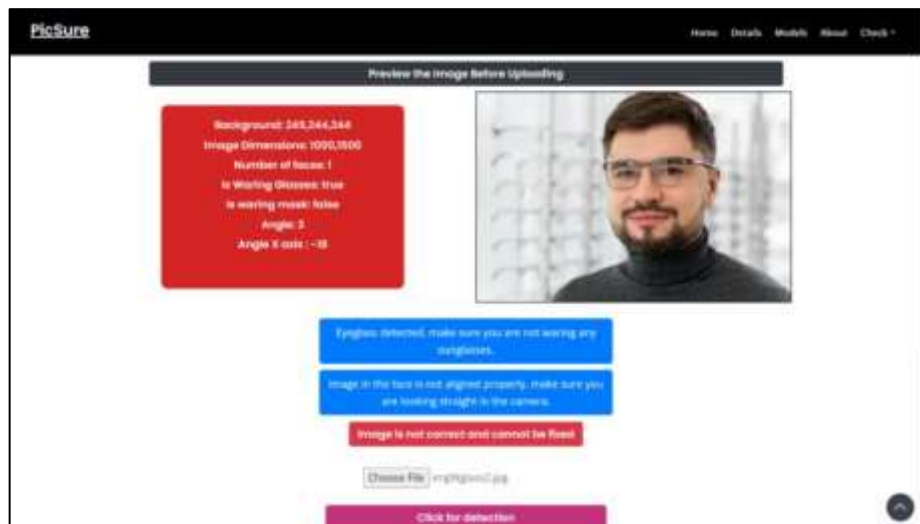 PicSure
Home Details Models About Check
Preview the Image Before Uploading
Background: 245,244,244
Image Dimensions: 1000,1500
Number of faces: 1
Is Waring Glasses: true
Is waring mask: false
Angle: 3
Angle X axis : -18
Eyeglass detected, make sure you are not waring any
sunglasses.
Image in the face is not aligned properly, make sure you
are looking straight in the camera.
Image is not correct and cannot be fixed
Choose File
Click for detection